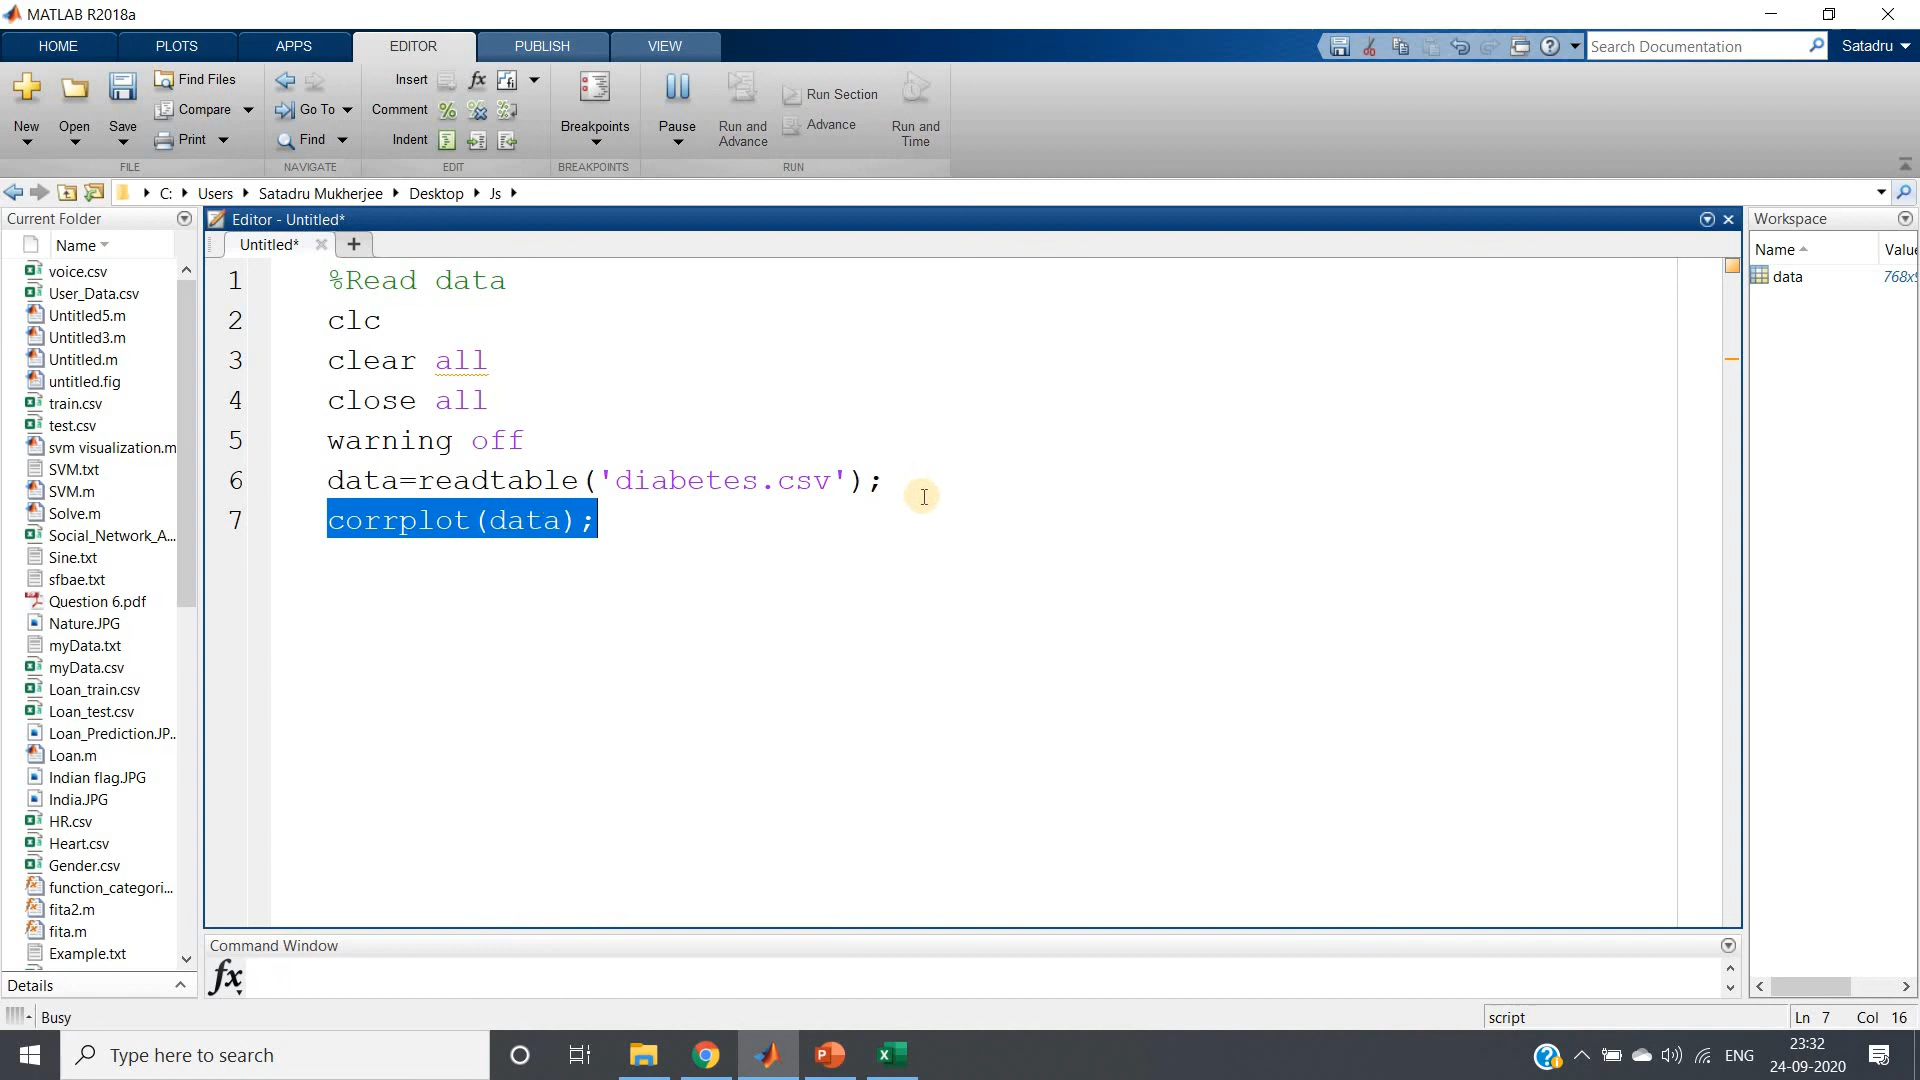 MATLAB R2018a
HOME PLOTS APPS EDITOR PUBLISH VIEW Search Documentation Satadru
New Open Save Find Files Compare Print Go To Find Insert fx Comment Indent Breakpoints Pause Run and Advance Run Section Advance Run and Time
FILE NAVIGATE EDIT BREAKPOINTS RUN
C: Users Satadru Mukherjee Desktop Js
Current Folder
Name
voice.csv
User_Data.csv
Untitled5.m
Untitled3.m
Untitled.m
untitled.fig
train.csv
test.csv
svm visualization.m
SVM.txt
SVM.m
Solve.m
Social_Network_A...
Sine.txt
sfbae.txt
Question 6.pdf
Nature.JPG
myData.txt
myData.csv
Loan_train.csv
Loan_test.csv
Loan_Prediction.JP...
Loan.m
Indian flag.JPG
India.JPG
HR.csv
Heart.csv
Gender.csv
function_categori...
fita2.m
fita.m
Example.txt
Details
Editor - Untitled*
Untitled*
1 %Read data
2 clc
3 clear all
4 close all
5 warning off
6 data=readtable('diabetes.csv');
7 corrplot(data);
Command Window
fx
Workspace
Name Value
data
Busy
script Ln 7 Col 16
Type here to search
ENG
23:32
24-09-2020